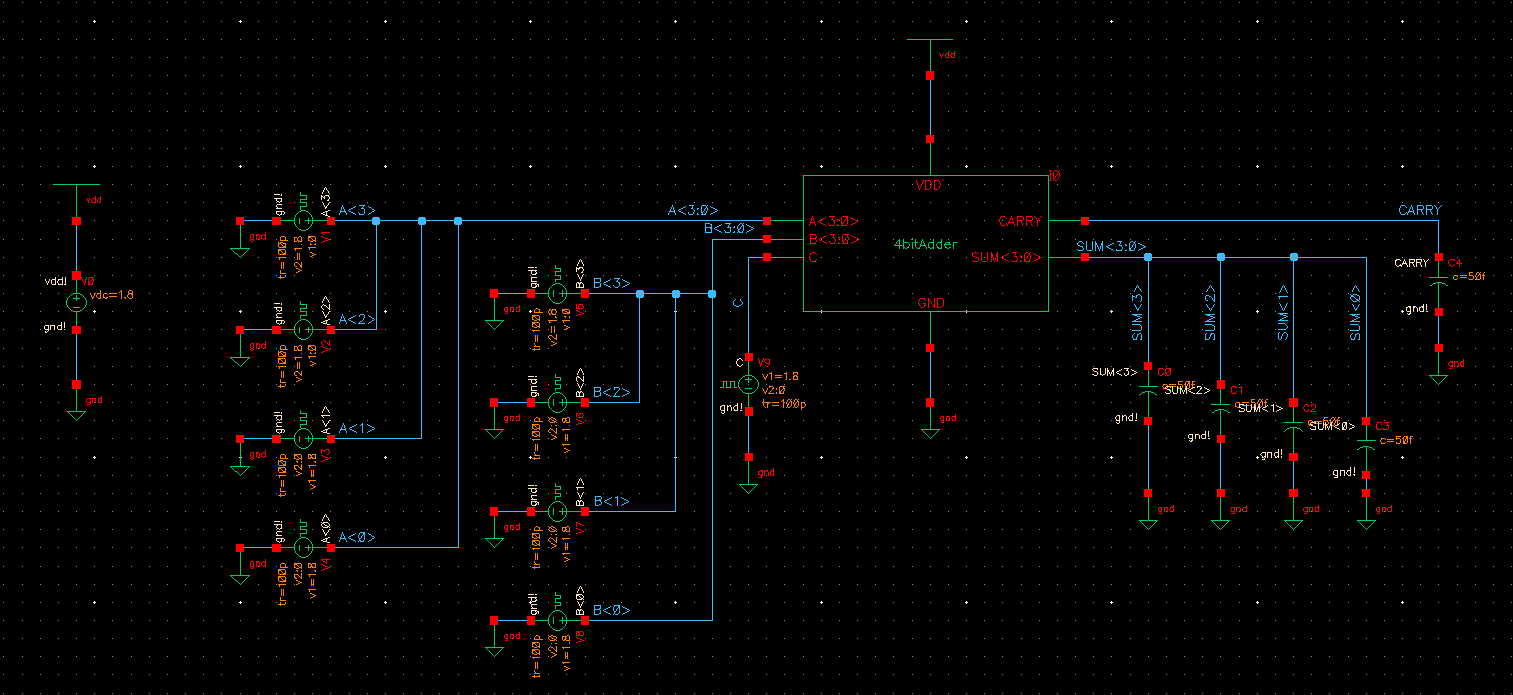 vdd
vdd! V0
vdc=1.8
gnd!
gnd
gnd! A<3> A<3>
gnd V1
tr=100p v2=1.8 v1:0
gnd! A<2> A<2>
gnd V2
tr=100p v2=1.8 v1:0
gnd! A<1> A<1>
gnd V3
tr=100p v2:0 v1=1.8
gnd! A<0> A<0>
gnd V4
tr=100p v2:0 v1=1.8
gnd! B<3> B<3>
gnd V5
tr=100p v2=1.8 v1:0
gnd! B<2> B<2>
gnd V6
tr=100p v2:0 v1=1.8
gnd! B<1> B<1>
gnd V7
tr=100p v2:0 v1=1.8
gnd! B<0> B<0>
gnd V8
tr=100p v2:0 v1=1.8
A<3:0>
B<3:0>
C
C V9
v1=1.8
v2:0
tr=100p
gnd!
gnd
vdd
I0
VDD
A<3:0> CARRY
B<3:0> 4bitAdder
C SUM<3:0>
GND
gnd
CARRY
SUM<3:0>
SUM<3> SUM<2> SUM<1> SUM<0>
SUM<3> C0
c=50f
gnd!
gnd
SUM<2> C1
c=50f
gnd!
gnd
SUM<1> C2
c=50f
gnd!
gnd
SUM<0> C3
c=50f
gnd!
gnd
CARRY C4
c=50f
gnd!
gnd